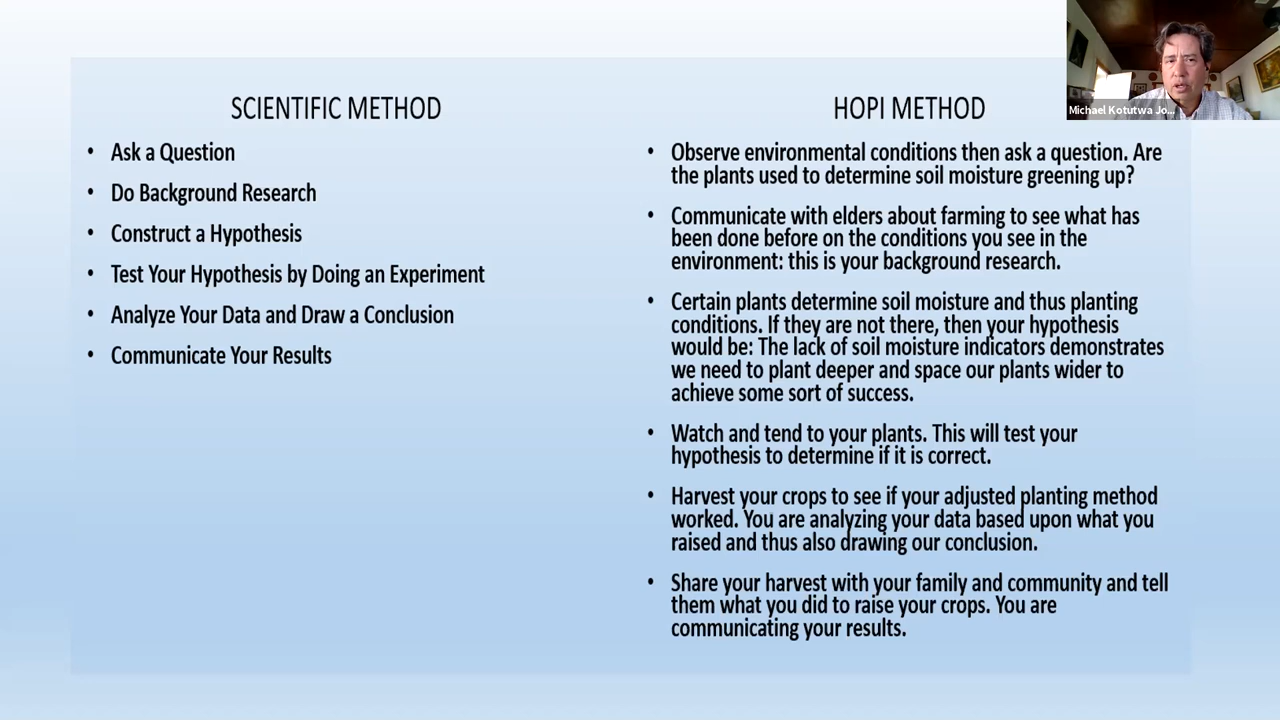 SCIENTIFIC METHOD
• Ask a Question
• Do Background Research
• Construct a Hypothesis
• Test Your Hypothesis by Doing an Experiment
• Analyze Your Data and Draw a Conclusion
• Communicate Your Results
HOPI METHOD
• Observe environmental conditions then ask a question. Are
the plants used to determine soil moisture greening up?
• Communicate with elders about farming to see what has
been done before on the conditions you see in the
environment: this is your background research.
• Certain plants determine soil moisture and thus planting
conditions. If they are not there, then your hypothesis
would be: The lack of soil moisture indicators demonstrates
we need to plant deeper and space our plants wider to
achieve some sort of success.
• Watch and tend to your plants. This will test your
hypothesis to determine if it is correct.
• Harvest your crops to see if your adjusted planting method
worked. You are analyzing your data based upon what you
raised and thus also drawing our conclusion.
• Share your harvest with your family and community and tell
them what you did to raise your crops. You are
communicating your results.
Michael Kotutwa Jo...